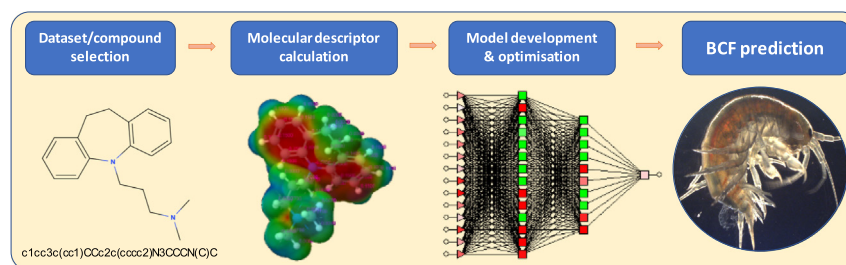 Dataset/compound
selection
Molecular descriptor
calculation
Model development
& optimisation
BCF prediction
N
N
c1cc3c(cc1)CCc2c(cccc2)N3CCCN(C)C